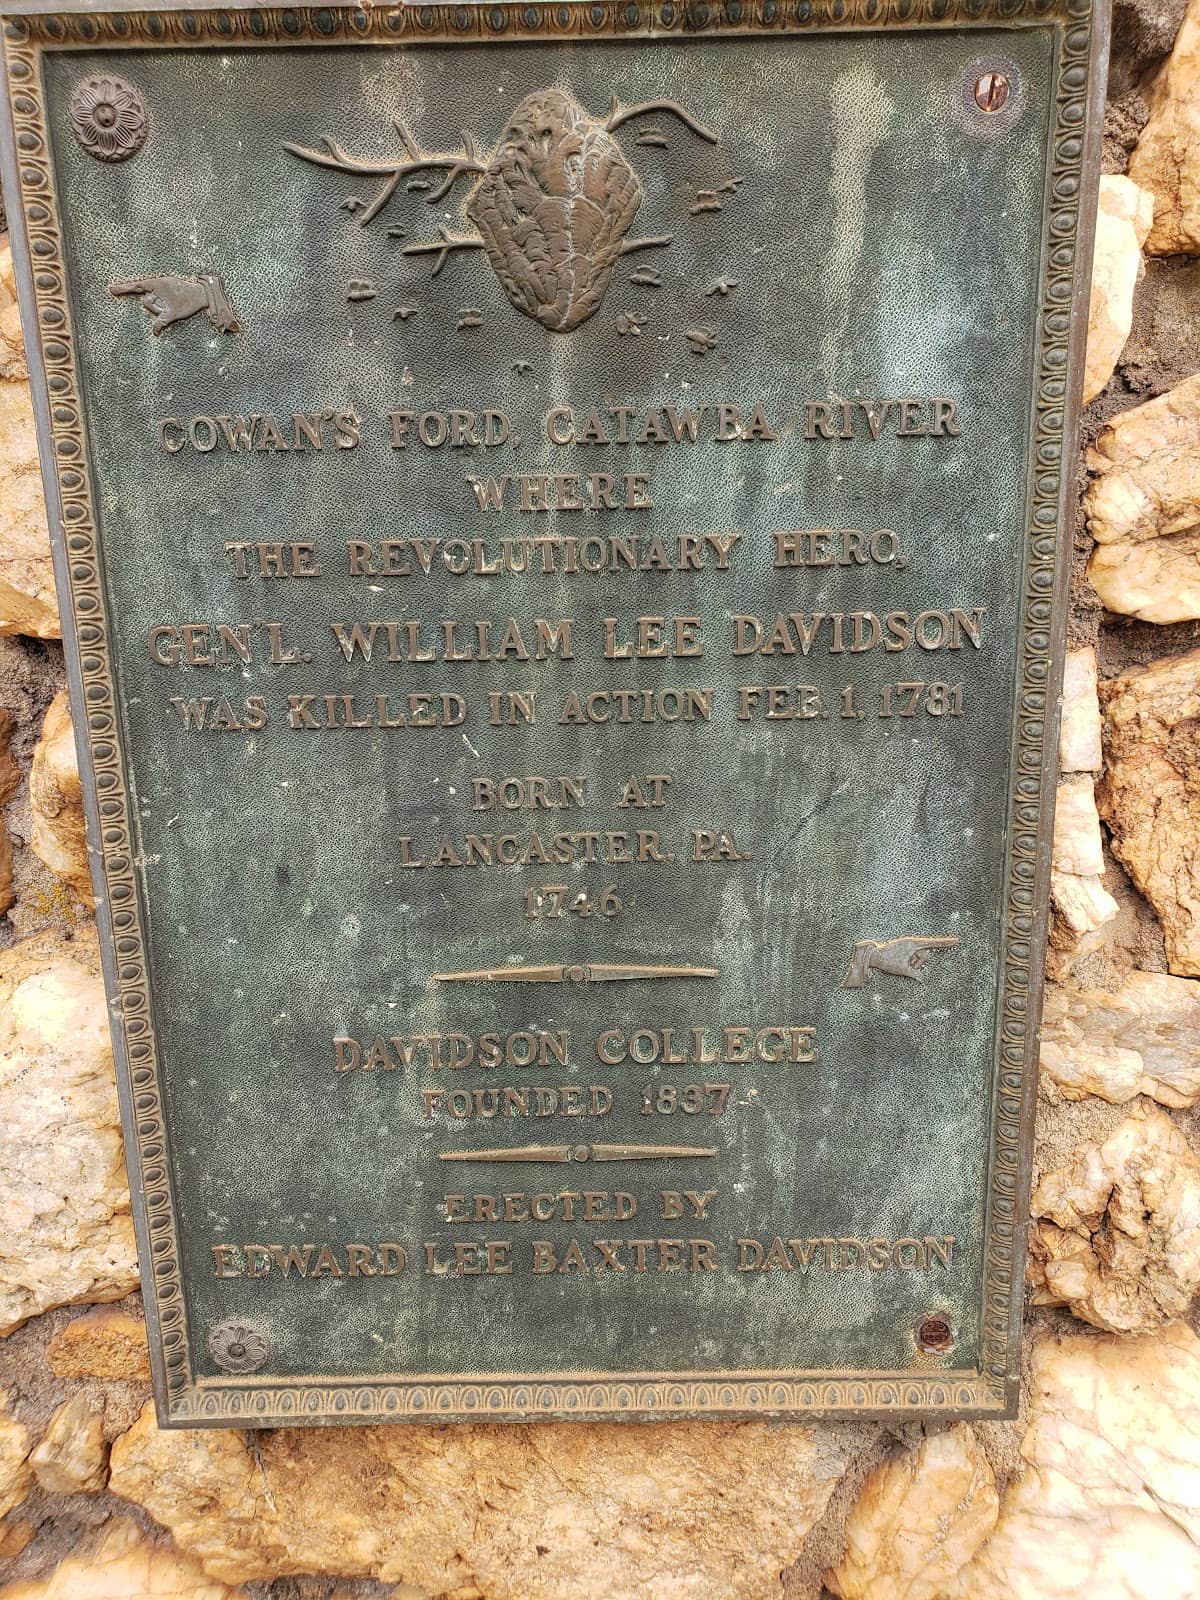 COWAN'S FORD, CATAWBA RIVER
WHERE
THE REVOLUTIONARY HERO,
GEN'L. WILLIAM LEE DAVIDSON
WAS KILLED IN ACTION FEB. 1, 1781
BORN AT
LANCASTER, PA.
1746
DAVIDSON COLLEGE
FOUNDED 1837
ERECTED BY
EDWARD LEE BAXTER DAVIDSON